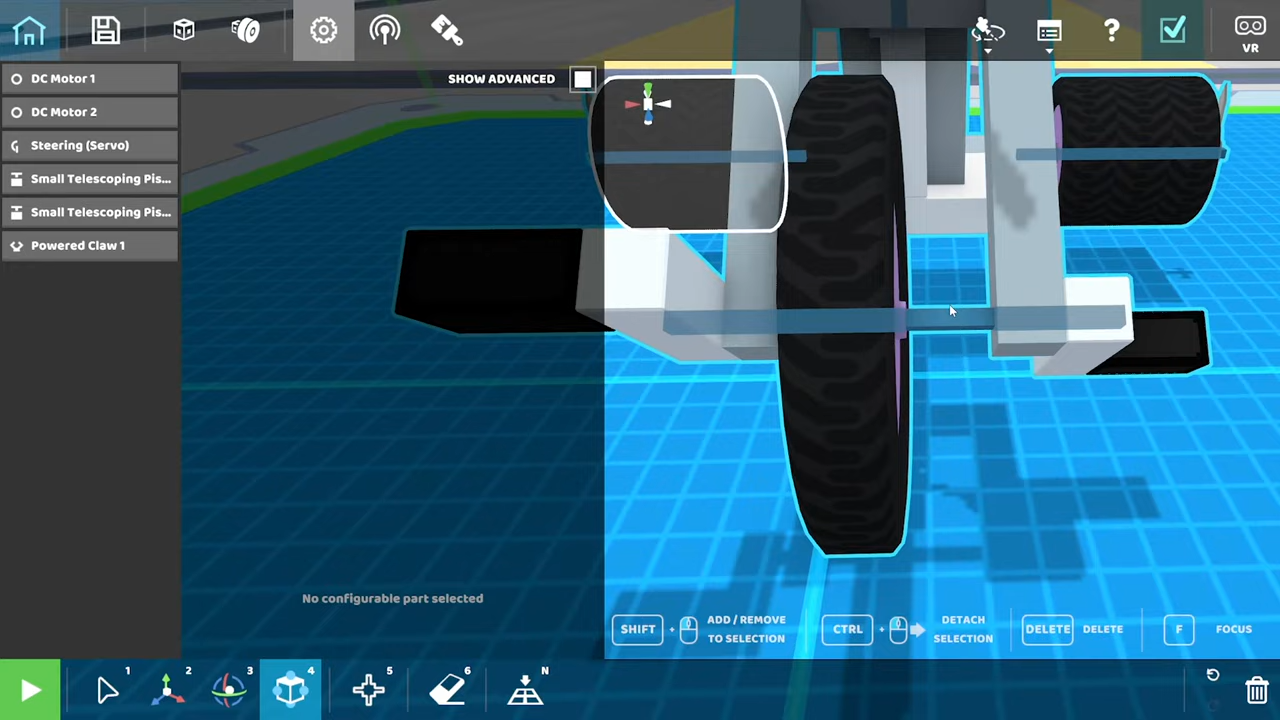 VR
DC Motor 1
SHOW ADVANCED
DC Motor 2
Steering (Servo)
Small Telescoping Pis...
Small Telescoping Pis...
Powered Claw 1
No configurable part selected
SHIFT + ADD / REMOVE
TO SELECTION
CTRL + DETACH
SELECTION
DELETE DELETE
F FOCUS
1 2 3 4 5 6 N